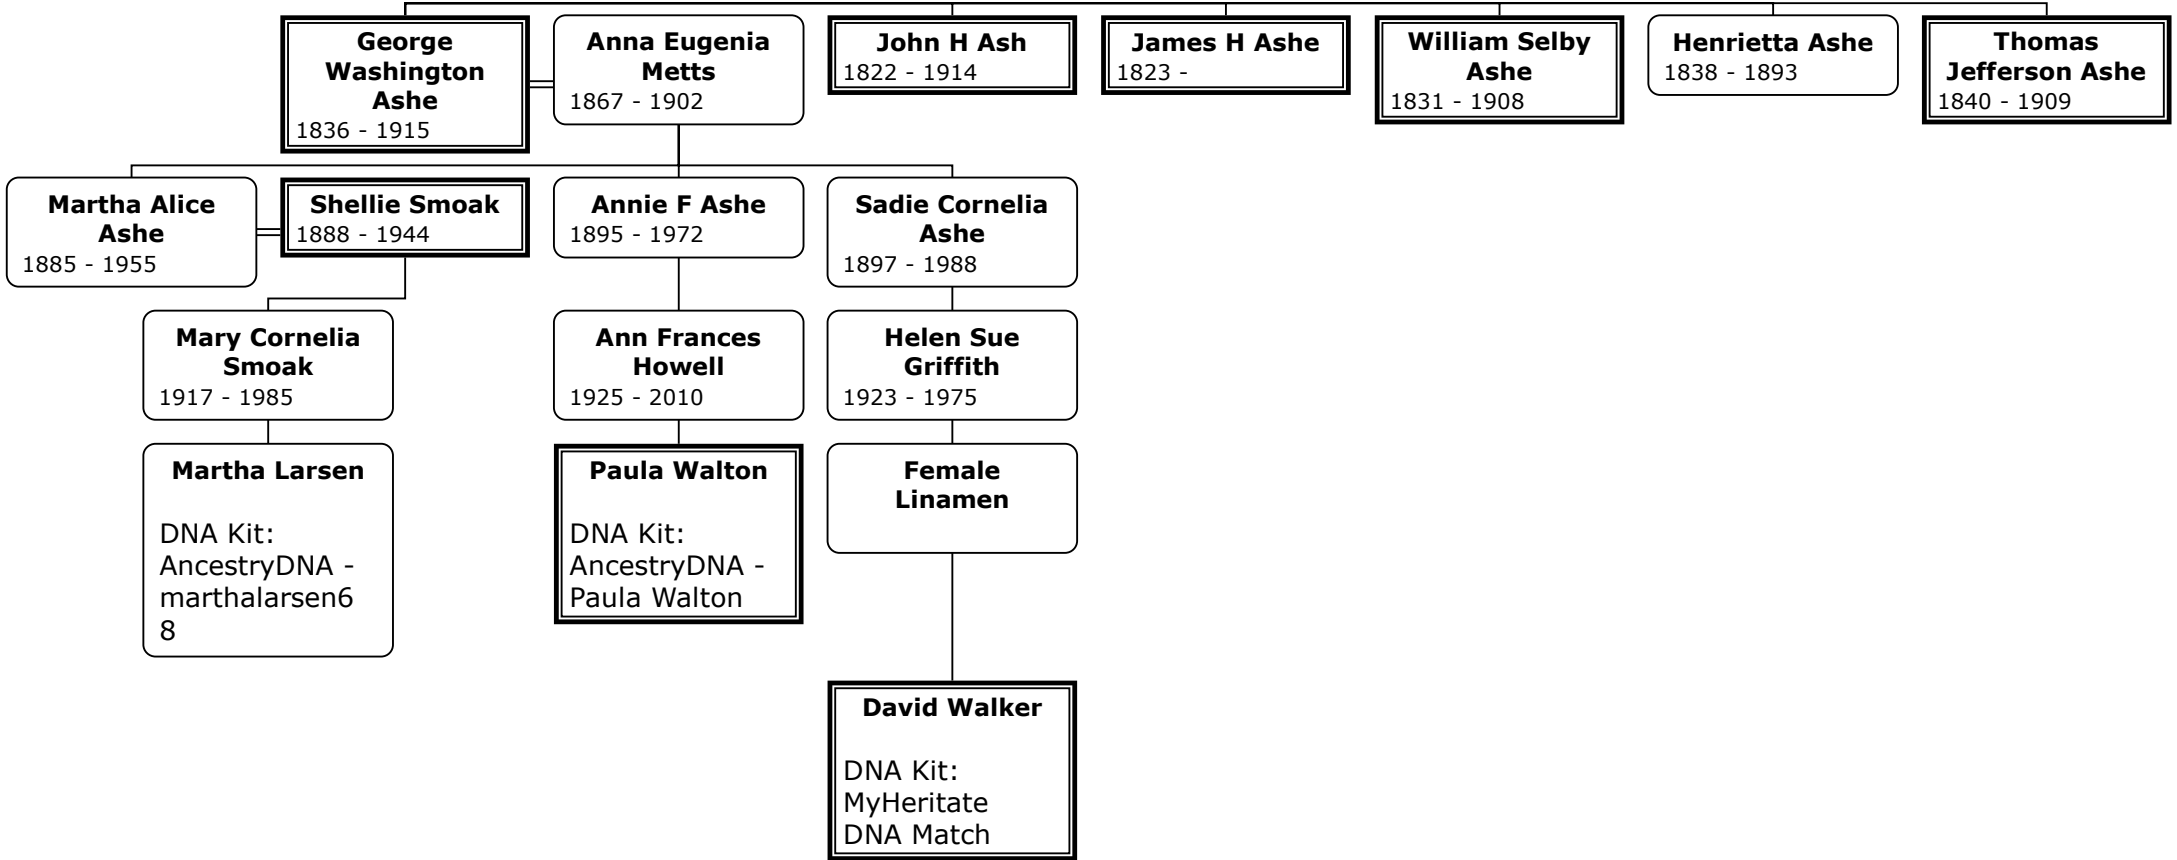 George
Washington
Ashe
1836 - 1915
Anna Eugenia
Metts
1867 - 1902
John H Ash
1822 - 1914
James H Ashe
1823 -
William Selby
Ashe
1831 - 1908
Henrietta Ashe
1838 - 1893
Thomas
Jefferson Ashe
1840 - 1909
Martha Alice
Ashe
1885 - 1955
Shellie Smoak
1888 - 1944
Annie F Ashe
1895 - 1972
Sadie Cornelia
Ashe
1897 - 1988
Mary Cornelia
Smoak
1917 - 1985
Ann Frances
Howell
1925 - 2010
Helen Sue
Griffith
1923 - 1975
Martha Larsen
DNA Kit:
AncestryDNA -
marthalarsen6
8
Paula Walton
DNA Kit:
AncestryDNA -
Paula Walton
Female
Linamen
David Walker
DNA Kit:
MyHeritate
DNA Match